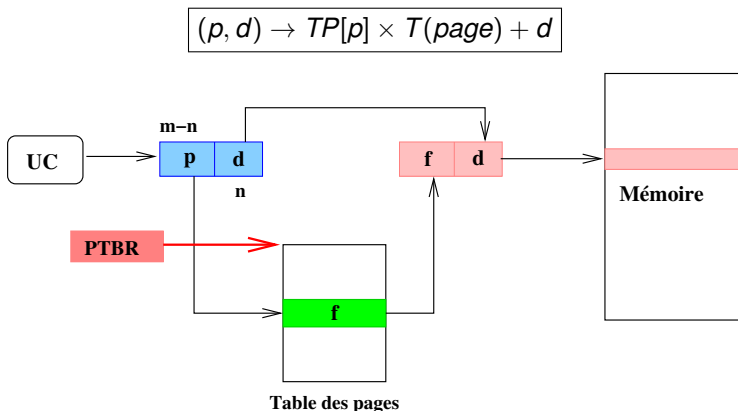 (p, d) → TP[p] × T(page) + d
m−n
UC
p d
f d
n
Mémoire
PTBR
f
Table des pages